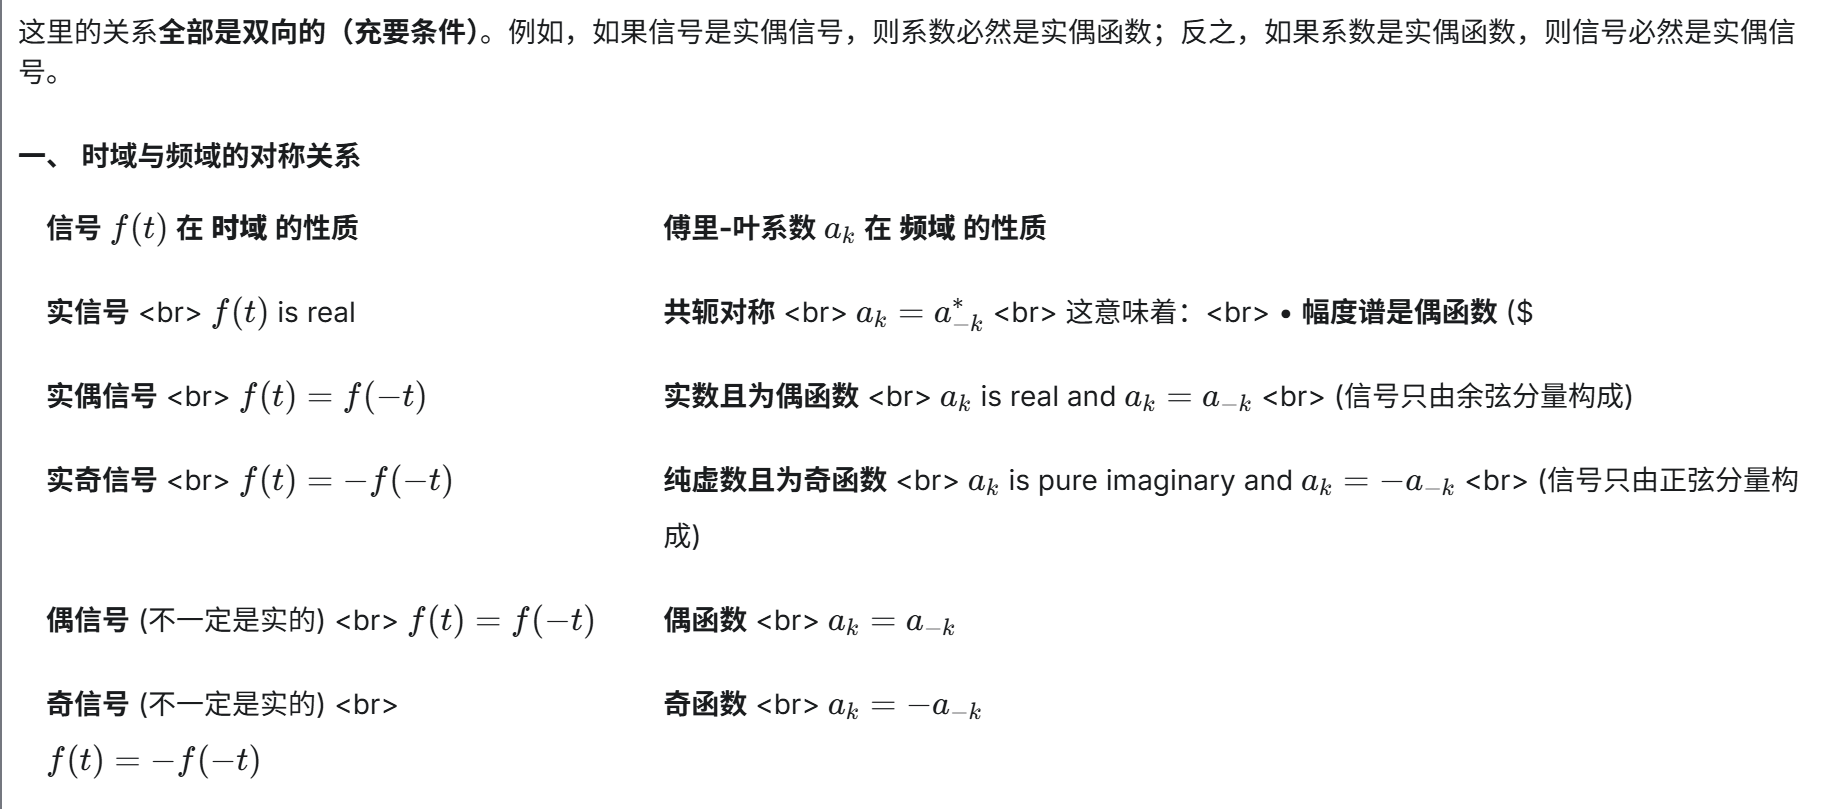 这里的关系全部是双向的（充要条件）。例如，如果信号是实偶信号，则系数必然是实偶函数；反之，如果系数是实偶函数，则信号必然是实偶信
号。
一、 时域与频域的对称关系
信号 f(t) 在 时域 的性质 傅里-叶系数 a_k 在 频域 的性质
实信号 <br> f(t) is real 共轭对称 <br> a_k = a^*_{-k} <br> 这意味着：<br> • 幅度谱是偶函数 ($
实偶信号 <br> f(t) = f(−t) 实数且为偶函数 <br> a_k is real and a_k = a_{-k} <br> (信号只由余弦分量构成)
实奇信号 <br> f(t) = −f(−t) 纯虚数且为奇函数 <br> a_k is pure imaginary and a_k = −a_{-k} <br> (信号只由正弦分量构
成)
偶信号 (不一定是实的) <br> f(t) = f(−t) 偶函数 <br> a_k = a_{-k}
奇信号 (不一定是实的) <br> 奇函数 <br> a_k = −a_{-k}
f(t) = −f(−t)